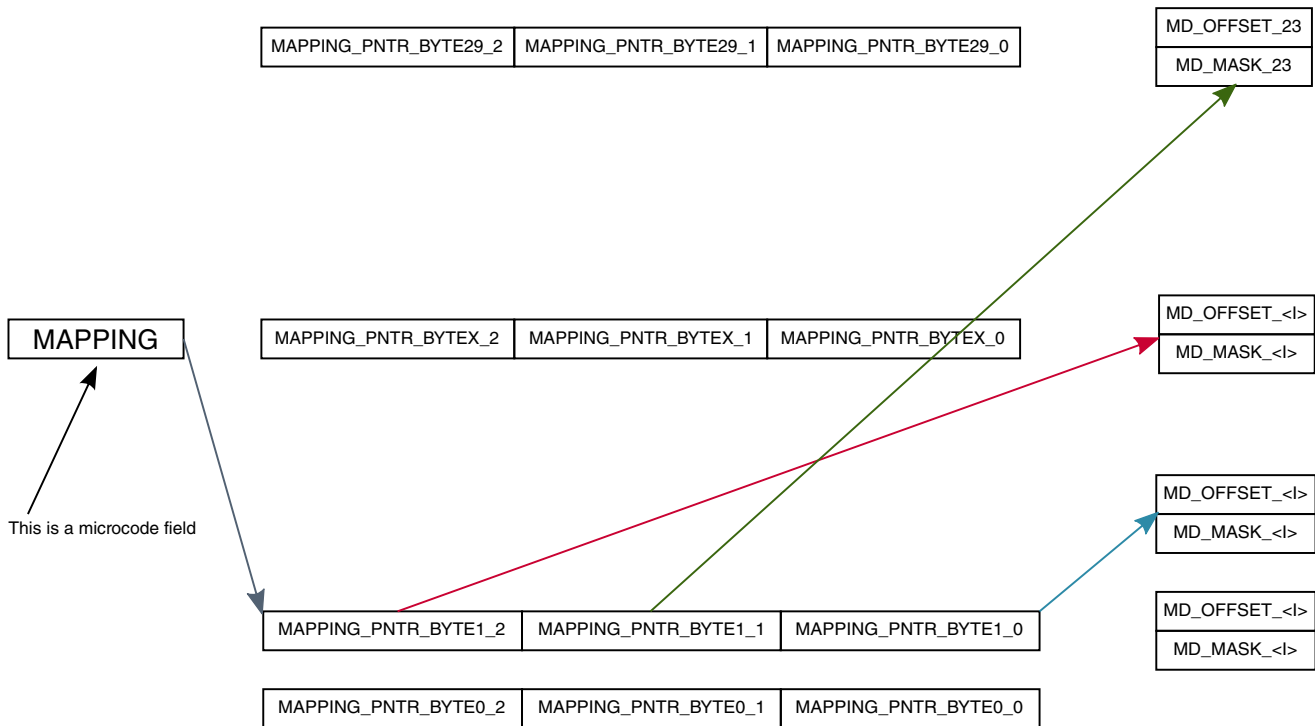 MD_OFFSET_23
MAPPING_PNTR_BYTE29_2 MAPPING_PNTR_BYTE29_1 MAPPING_PNTR_BYTE29_0
MD_MASK_23
MD_OFFSET_<I>
MAPPING MAPPING_PNTR_BYTEX_2 MAPPING_PNTR_BYTEX_1 MAPPING_PNTR_BYTEX_0
MD_MASK_<I>
MD_OFFSET_<I>
This is a microcode field
MD_MASK_<I>
MD_OFFSET_<I>
MAPPING_PNTR_BYTE1_2 MAPPING_PNTR_BYTE1_1 MAPPING_PNTR_BYTE1_0
MD_MASK_<I>
MAPPING_PNTR_BYTE0_2 MAPPING_PNTR_BYTE0_1 MAPPING_PNTR_BYTE0_0